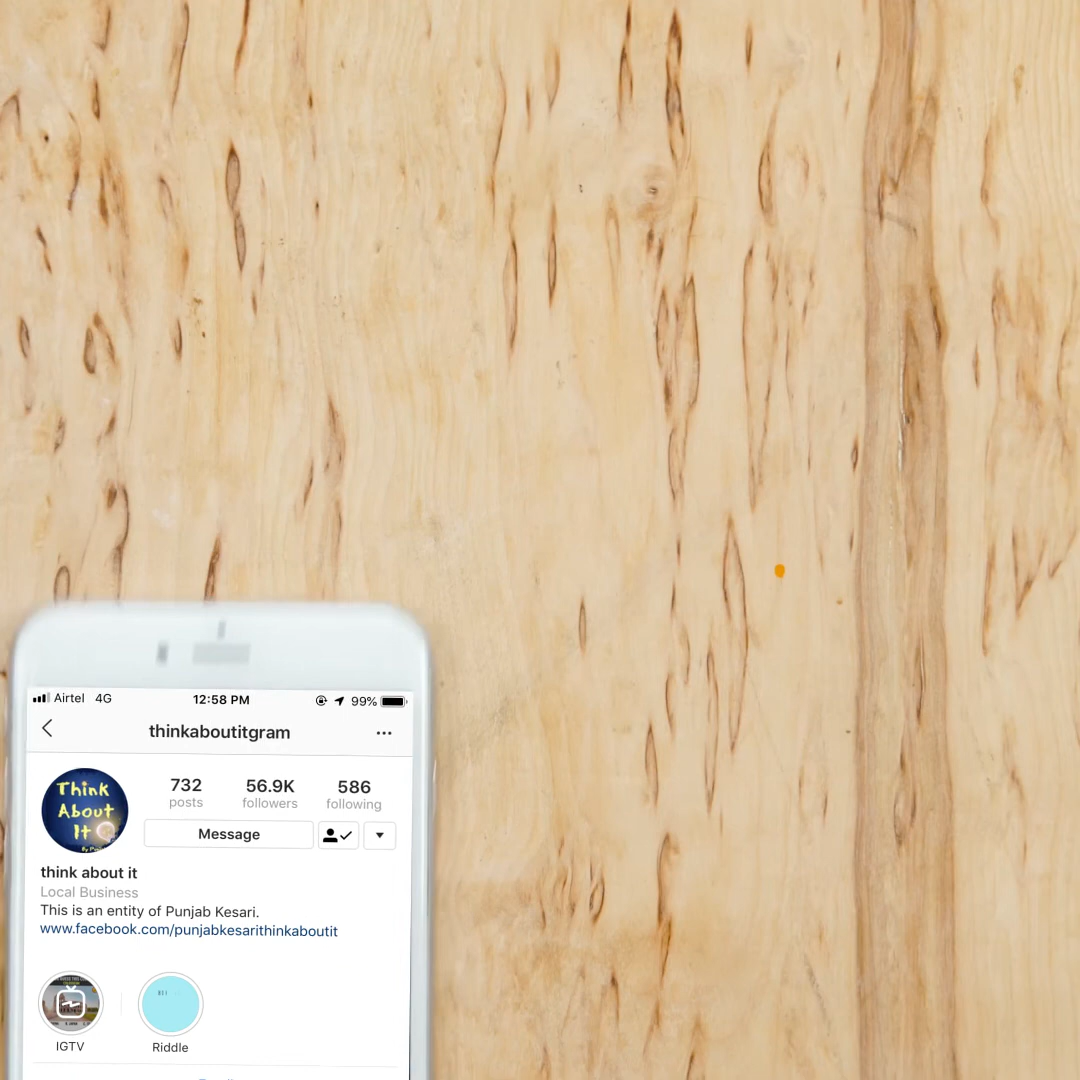 Airtel 4G 12:58 PM 99%
thinkaboutitgram
Think
About
It
732 56.9K 586
posts followers following
Message
think about it
Local Business
This is an entity of Punjab Kesari.
www.facebook.com/punjabkesarithinkaboutit
IGTV Riddle